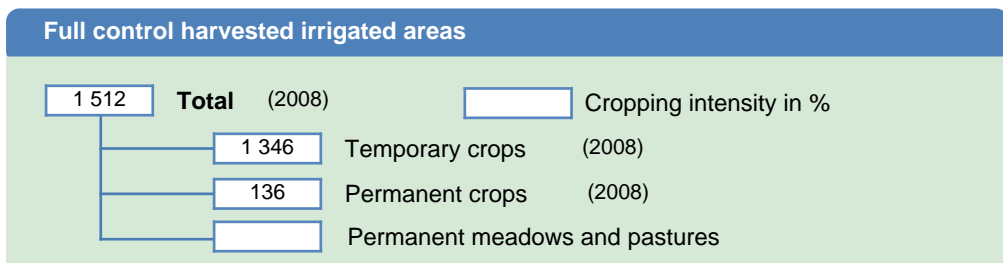 Full control harvested irrigated areas
1 512 Total (2008) Cropping intensity in %
1 346 Temporary crops (2008)
136 Permanent crops (2008)
Permanent meadows and pastures